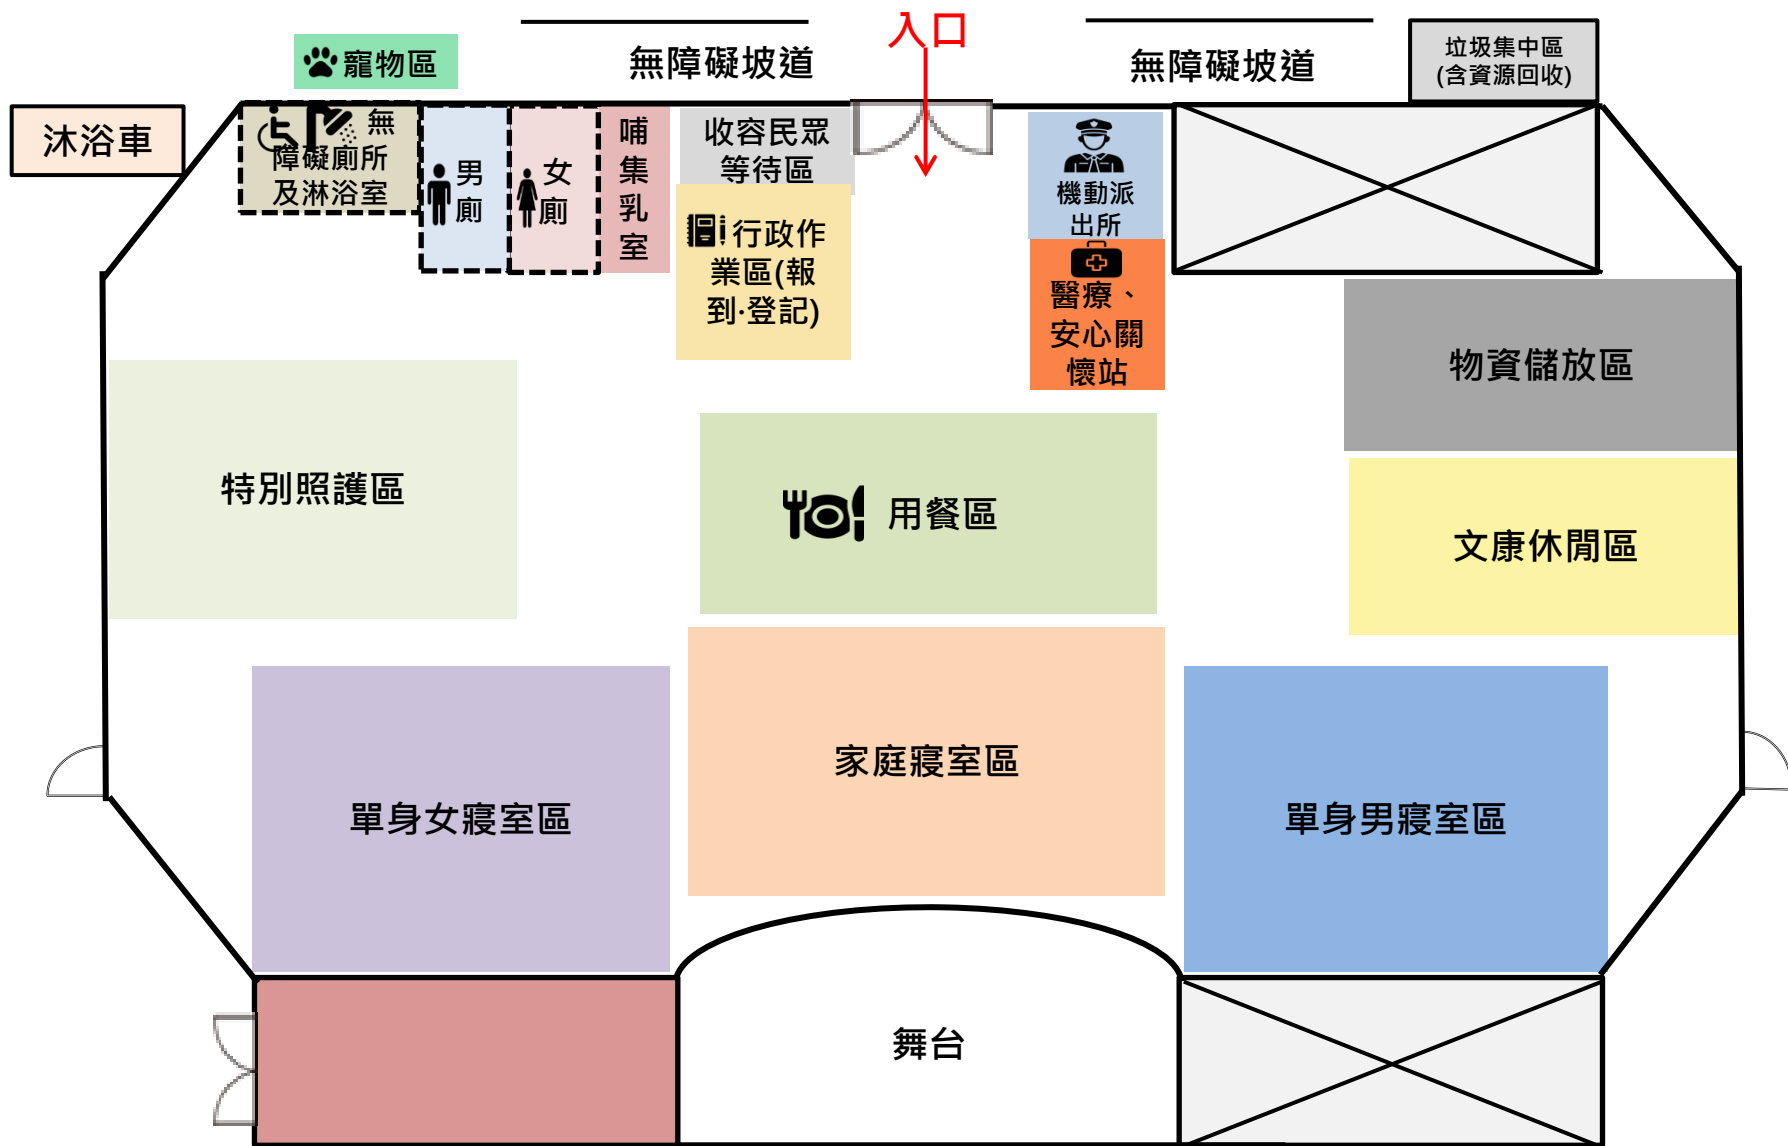 入口
寵物區
無障礙坡道
無障礙坡道
垃圾集中區
(含資源回收)
沐浴車
無
障礙廁所
及淋浴室
男
廁
女
廁
哺
集
乳
室
收容民眾
等待區
行政作
業區(報
到·登記)
機動派
出所
醫療、
安心關
懷站
物資儲放區
特別照護區
用餐區
文康休閒區
家庭寢室區
單身女寢室區
單身男寢室區
舞台